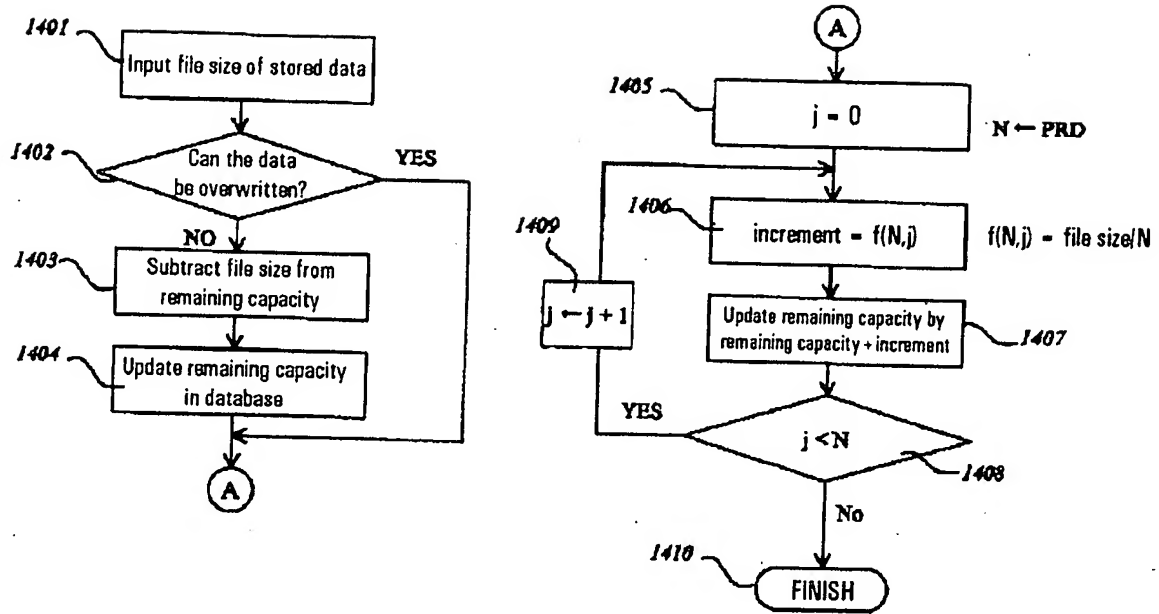 1401
Input file size of stored data
1402
Can the data
be overwritten?
YES
NO
1403
Subtract file size from
remaining capacity
1404
Update remaining capacity
in database
A
A
1405
j = 0
N ← PRD
1406
increment = f(N,j)
f(N,j) = file size/N
1409
j ← j + 1
Update remaining capacity by
remaining capacity + increment
1407
YES
j < N
1408
No
1410
FINISH